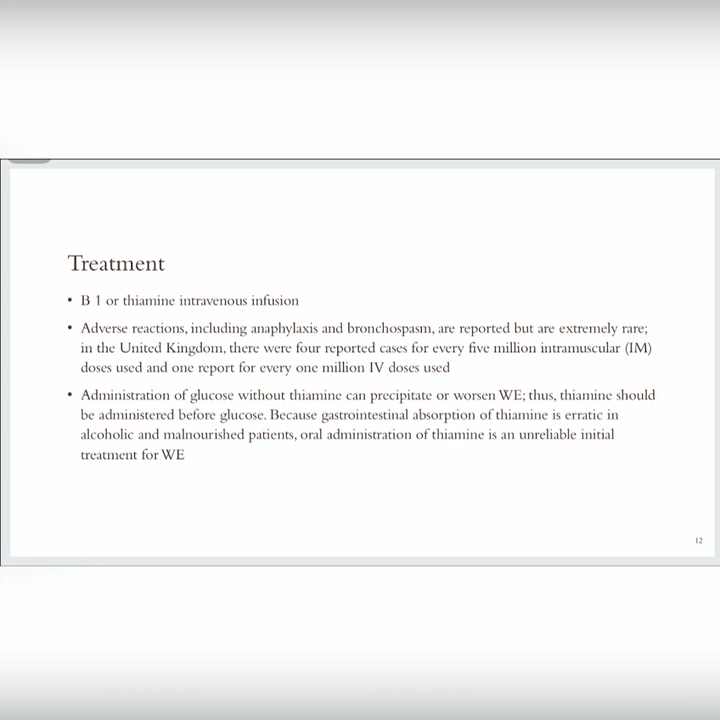 Treatment
• B 1 or thiamine intravenous infusion
• Adverse reactions, including anaphylaxis and bronchospasm, are reported but are extremely rare;
in the United Kingdom, there were four reported cases for every five million intramuscular (IM)
doses used and one report for every one million IV doses used
• Administration of glucose without thiamine can precipitate or worsen WE; thus, thiamine should
be administered before glucose. Because gastrointestinal absorption of thiamine is erratic in
alcoholic and malnourished patients, oral administration of thiamine is an unreliable initial
treatment for WE
12